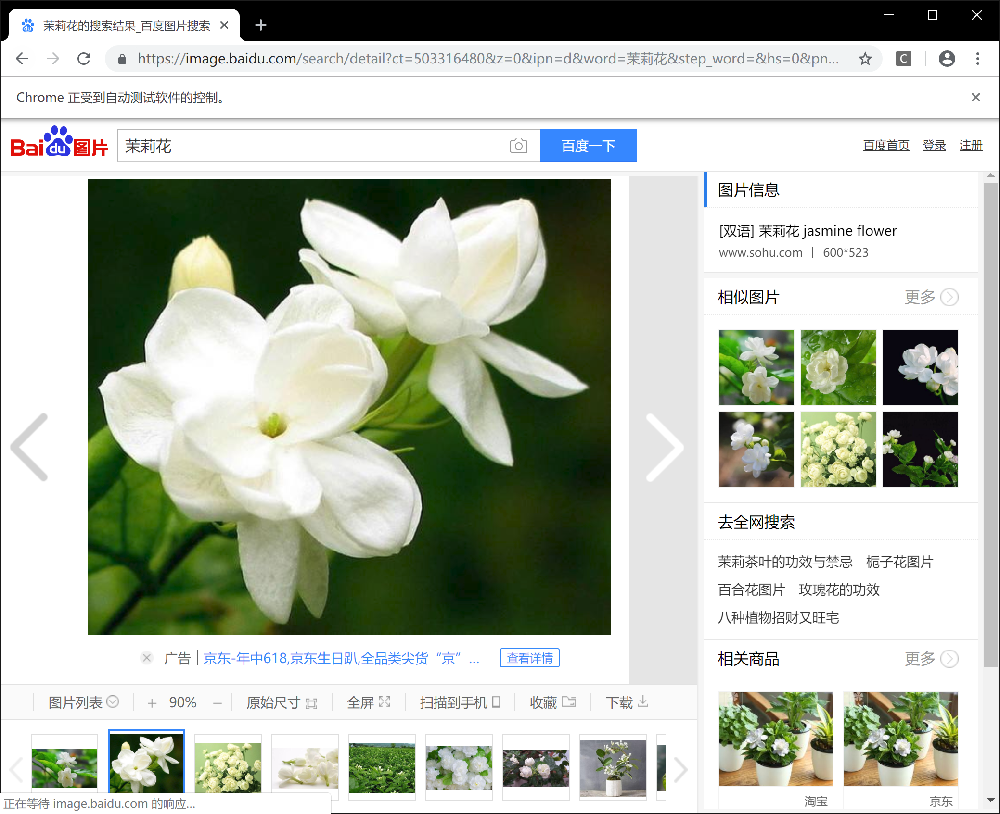 茉莉花的搜索结果_百度图片搜索
https://image.baidu.com/search/detail?ct=503316480&z=0&ipn=d&word=茉莉花&step_word=&hs=0&pn...
C
Chrome 正受到自动测试软件的控制。
Bai du 图片
茉莉花
百度一下
百度首页 登录 注册
图片信息
[双语] 茉莉花 jasmine flower
www.sohu.com | 600*523
相似图片 更多
去全网搜索
茉莉茶叶的功效与禁忌 栀子花图片
百合花图片 玫瑰花的功效
八种植物招财又旺宅
相关商品 更多
淘宝 京东
广告 | 京东-年中618,京东生日趴,全品类尖货“京”... 查看详情
图片列表 + 90% − 原始尺寸 全屏 扫描到手机 收藏 下载
正在等待 image.baidu.com 的响应...